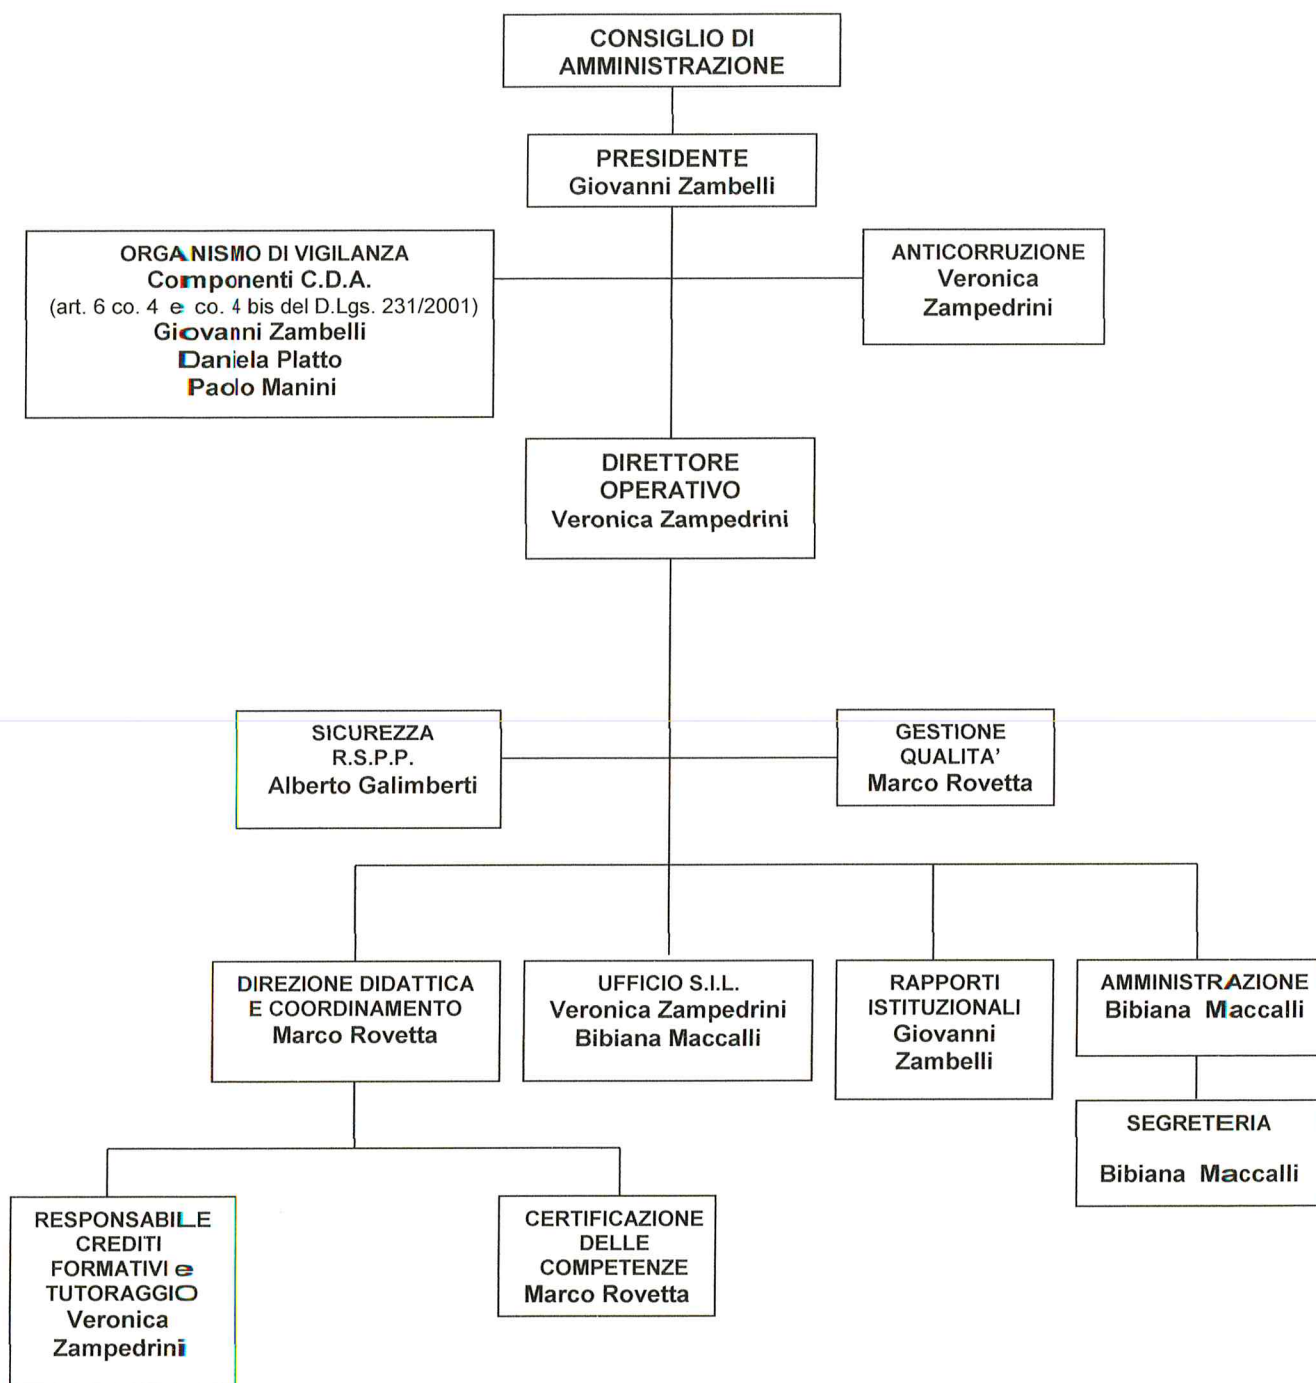 CONSIGLIO DI
AMMINISTRAZIONE
PRESIDENTE
Giovanni Zambelli
ORGANISMO DI VIGILANZA
Componenti C.D.A.
(art. 6 co. 4 e co. 4 bis del D.Lgs. 231/2001)
Giovanni Zambelli
Daniela Platto
Paolo Manini
ANTICORRUZIONE
Veronica
Zampedrini
DIRETTORE
OPERATIVO
Veronica Zampedrini
SICUREZZA
R.S.P.P.
Alberto Galimberti
GESTIONE
QUALITA'
Marco Rovetta
DIREZIONE DIDATTICA
E COORDINAMENTO
Marco Rovetta
UFFICIO S.I.L.
Veronica Zampedrini
Bibiana Maccalli
RAPPORTI
ISTITUZIONALI
Giovanni
Zambelli
AMMINISTRAZIONE
Bibiana Maccalli
SEGRETERIA
Bibiana Maccalli
RESPONSABILE
CREDITI
FORMATIVI e
TUTORAGGIO
Veronica
Zampedrini
CERTIFICAZIONE
DELLE
COMPETENZE
Marco Rovetta